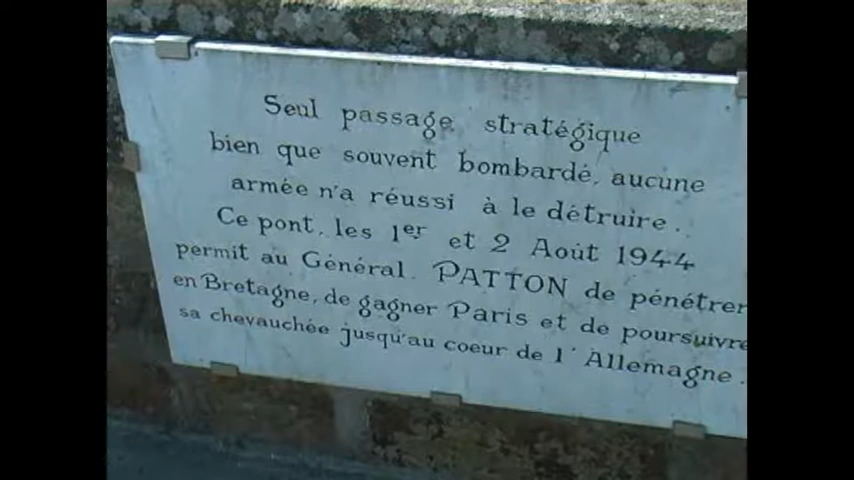 Seul passage stratégique
bien que souvent bombardé, aucune
armée n'a réussi à le détruire.
Ce pont, les 1er et 2 Août 1944
permit au Général PATTON de pénétrer
en Bretagne, de gagner Paris et de poursuivre
sa chevauchée jusqu'au coeur de l'Allemagne.